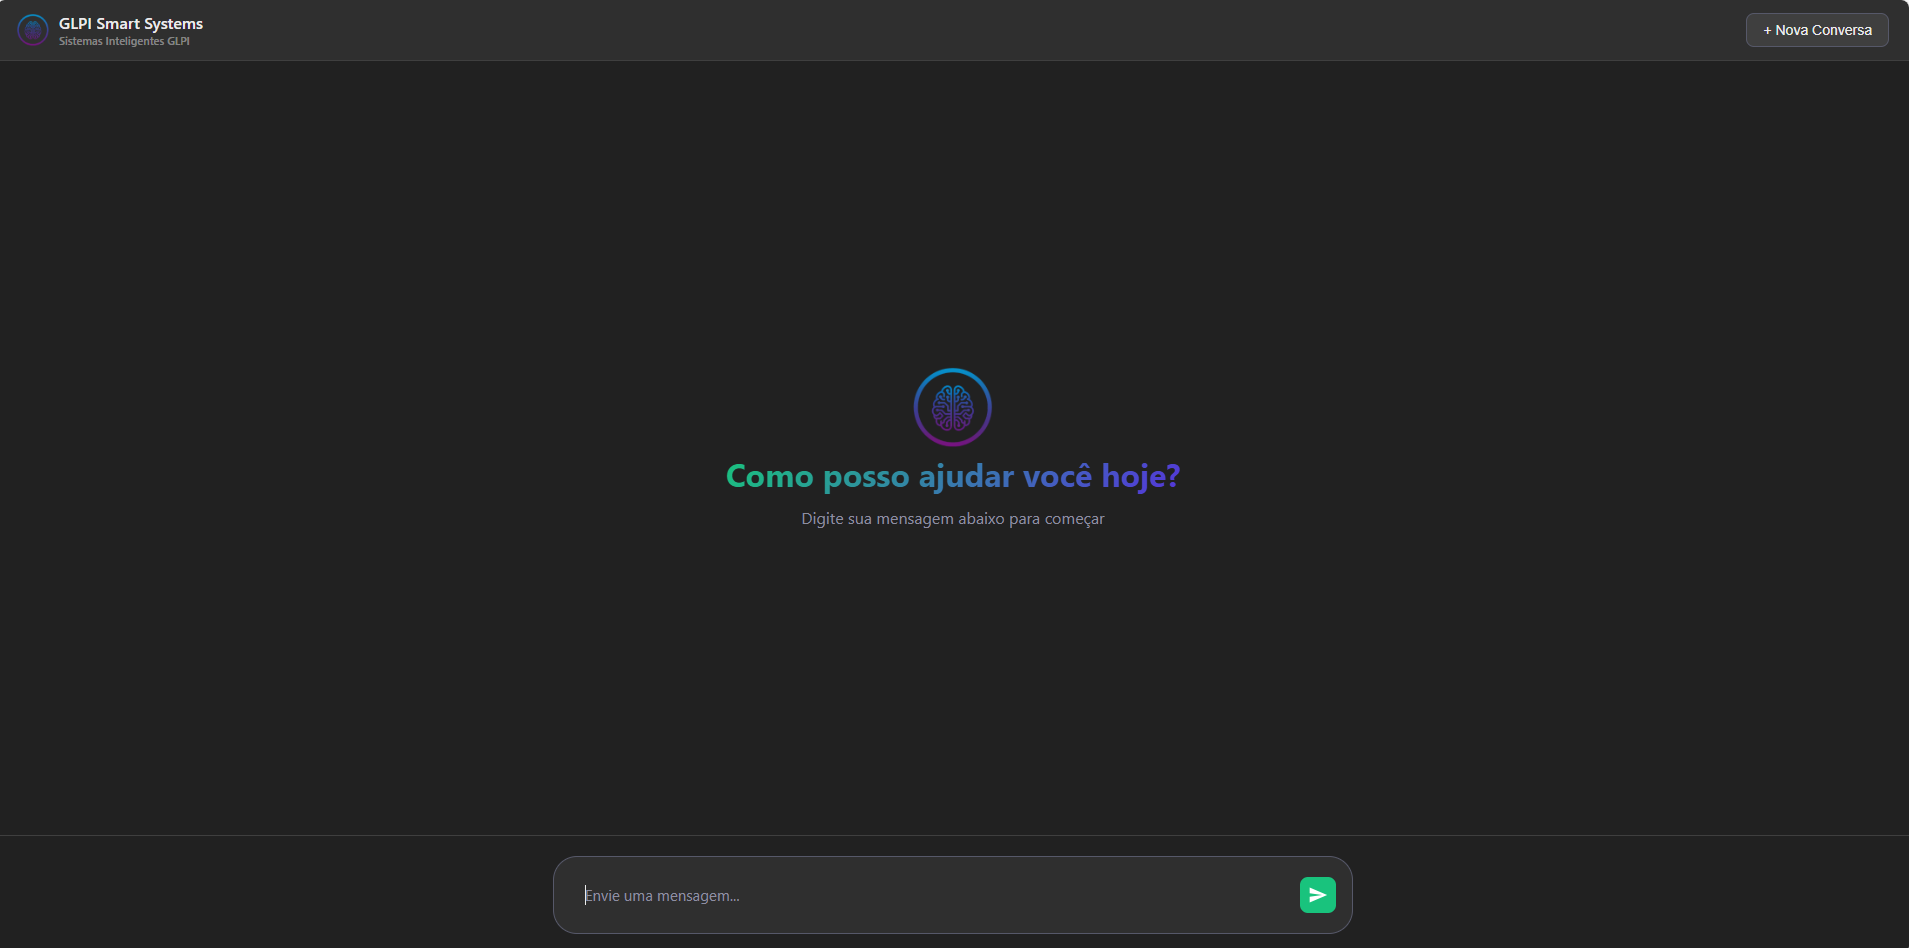 GLPI Smart Systems
Sistemas Inteligentes GLPI
+ Nova Conversa
Como posso ajudar você hoje?
Digite sua mensagem abaixo para começar
Envie uma mensagem...